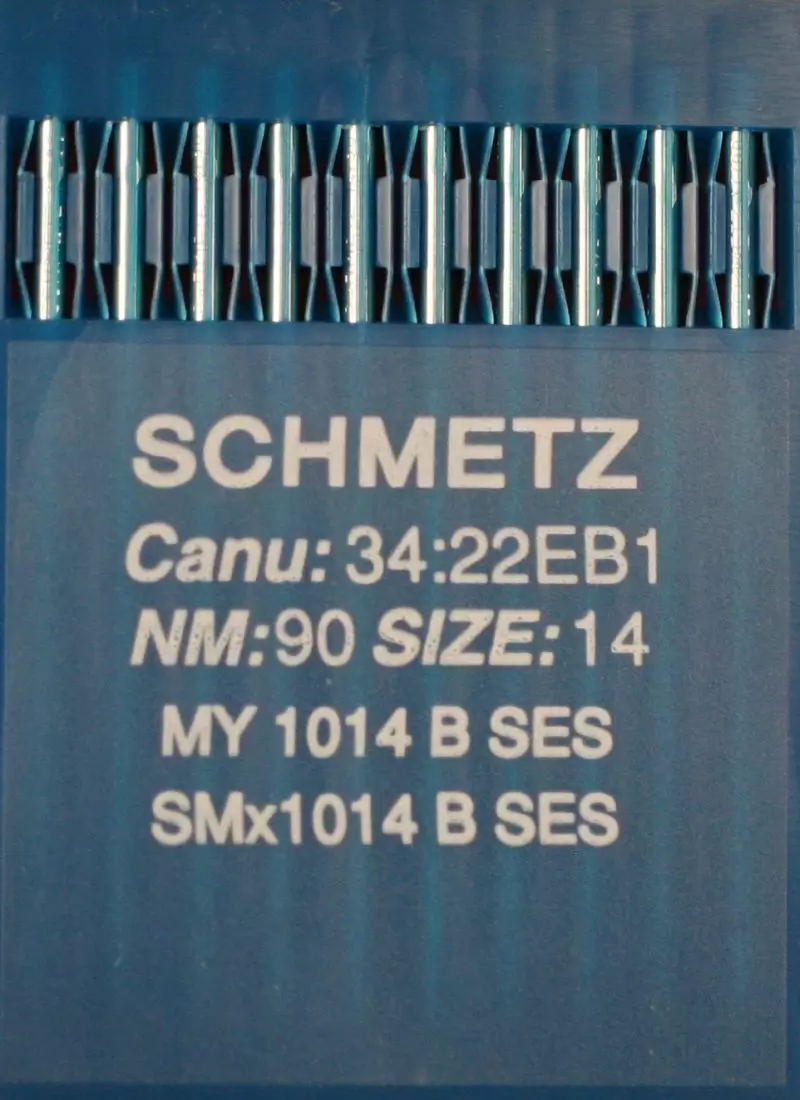 SCHMETZ
Canu: 34:22EB1
NM:90 SIZE:14
MY 1014 B SES
SMx1014 B SES